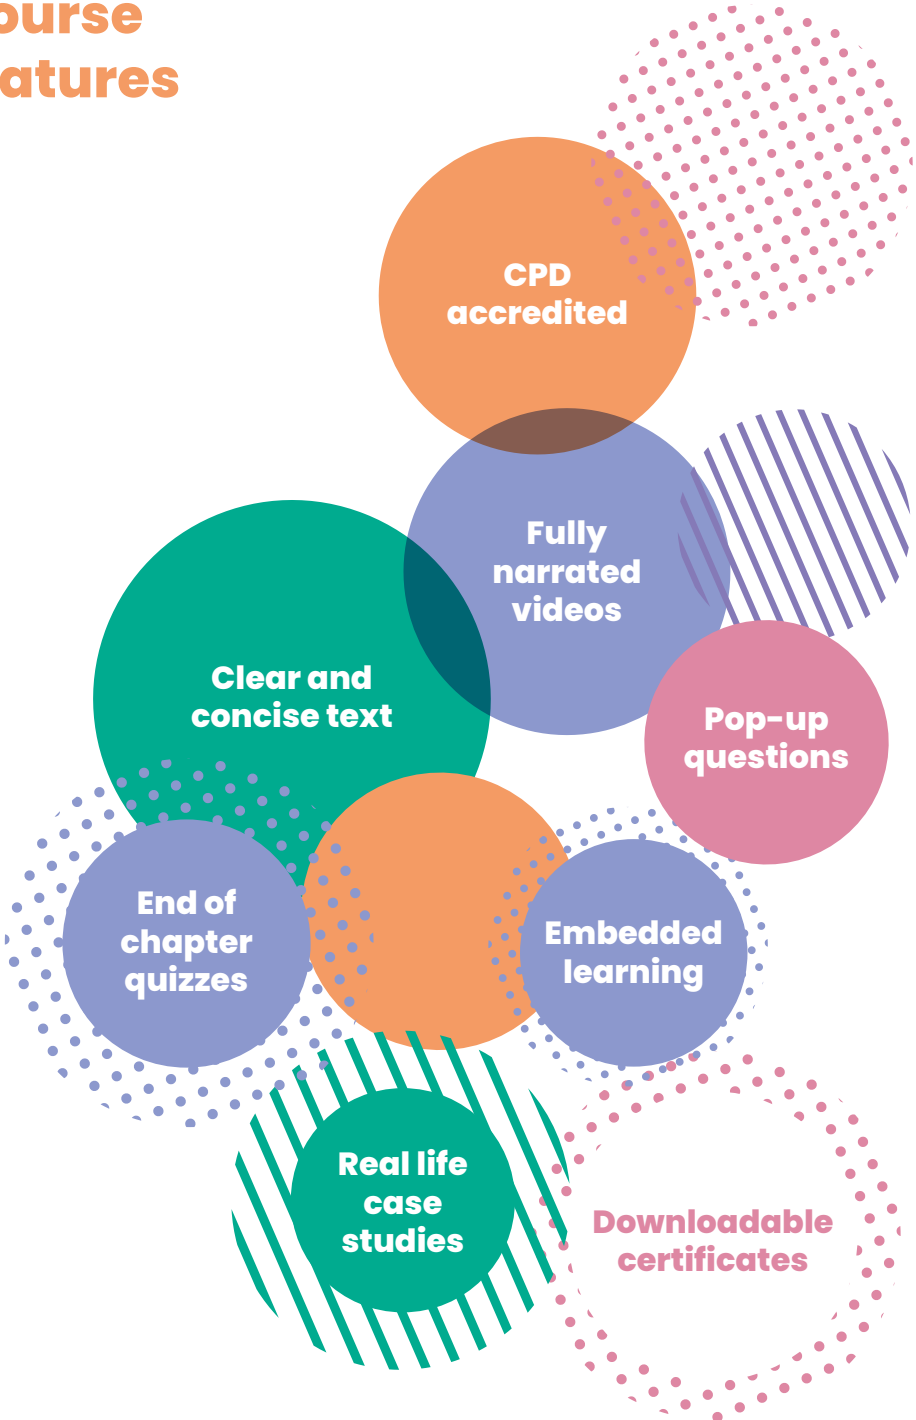 ourse
atures
CPD
accredited
Fully
narrated
videos
Clear and
concise text
Pop-up
questions
End of
chapter
quizzes
Embedded
learning
Real life
case
studies
Downloadable
certificates